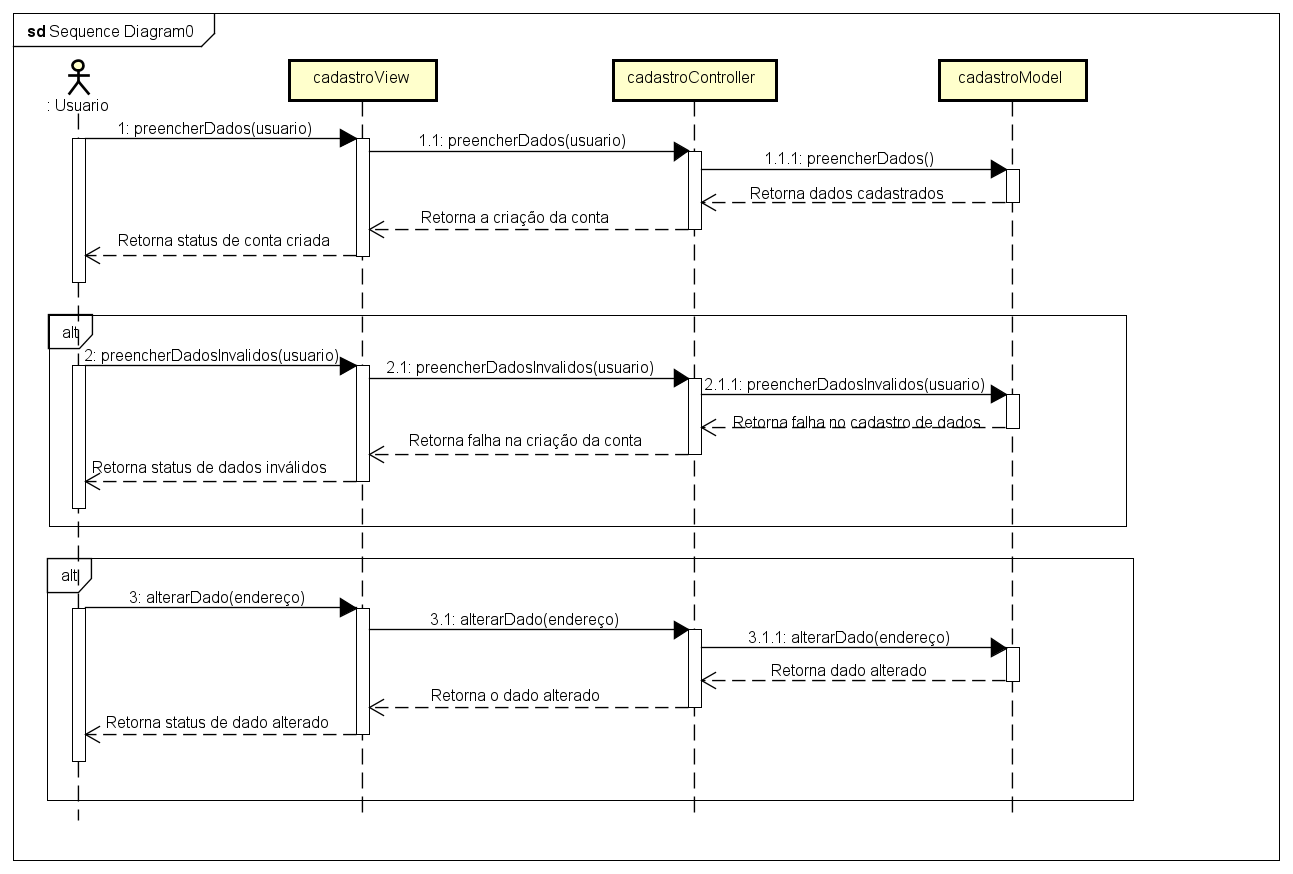 sd Sequence Diagram0
: Usuario
cadastroView
cadastroController
cadastroModel
1: preencherDados(usuario)
1.1: preencherDados(usuario)
1.1.1: preencherDados()
Retorna dados cadastrados
Retorna a criação da conta
Retorna status de conta criada
alt
2: preencherDadosInvalidos(usuario)
2.1: preencherDadosInvalidos(usuario)
2.1.1: preencherDadosInvalidos(usuario)
Retorna falha no cadastro de dados
Retorna falha na criação da conta
Retorna status de dados inválidos
alt
3: alterarDado(endereço)
3.1: alterarDado(endereço)
3.1.1: alterarDado(endereço)
Retorna dado alterado
Retorna o dado alterado
Retorna status de dado alterado